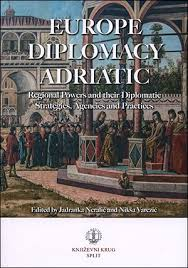 EUROPE
DIPLOMACY
ADRIATIC
Regional Powers and their Diplomatic
Strategies, Agencies and Practices
Edited by Jadranka Neralić and Nikša Varezić
KNJIŽEVNI KRUG
SPLIT